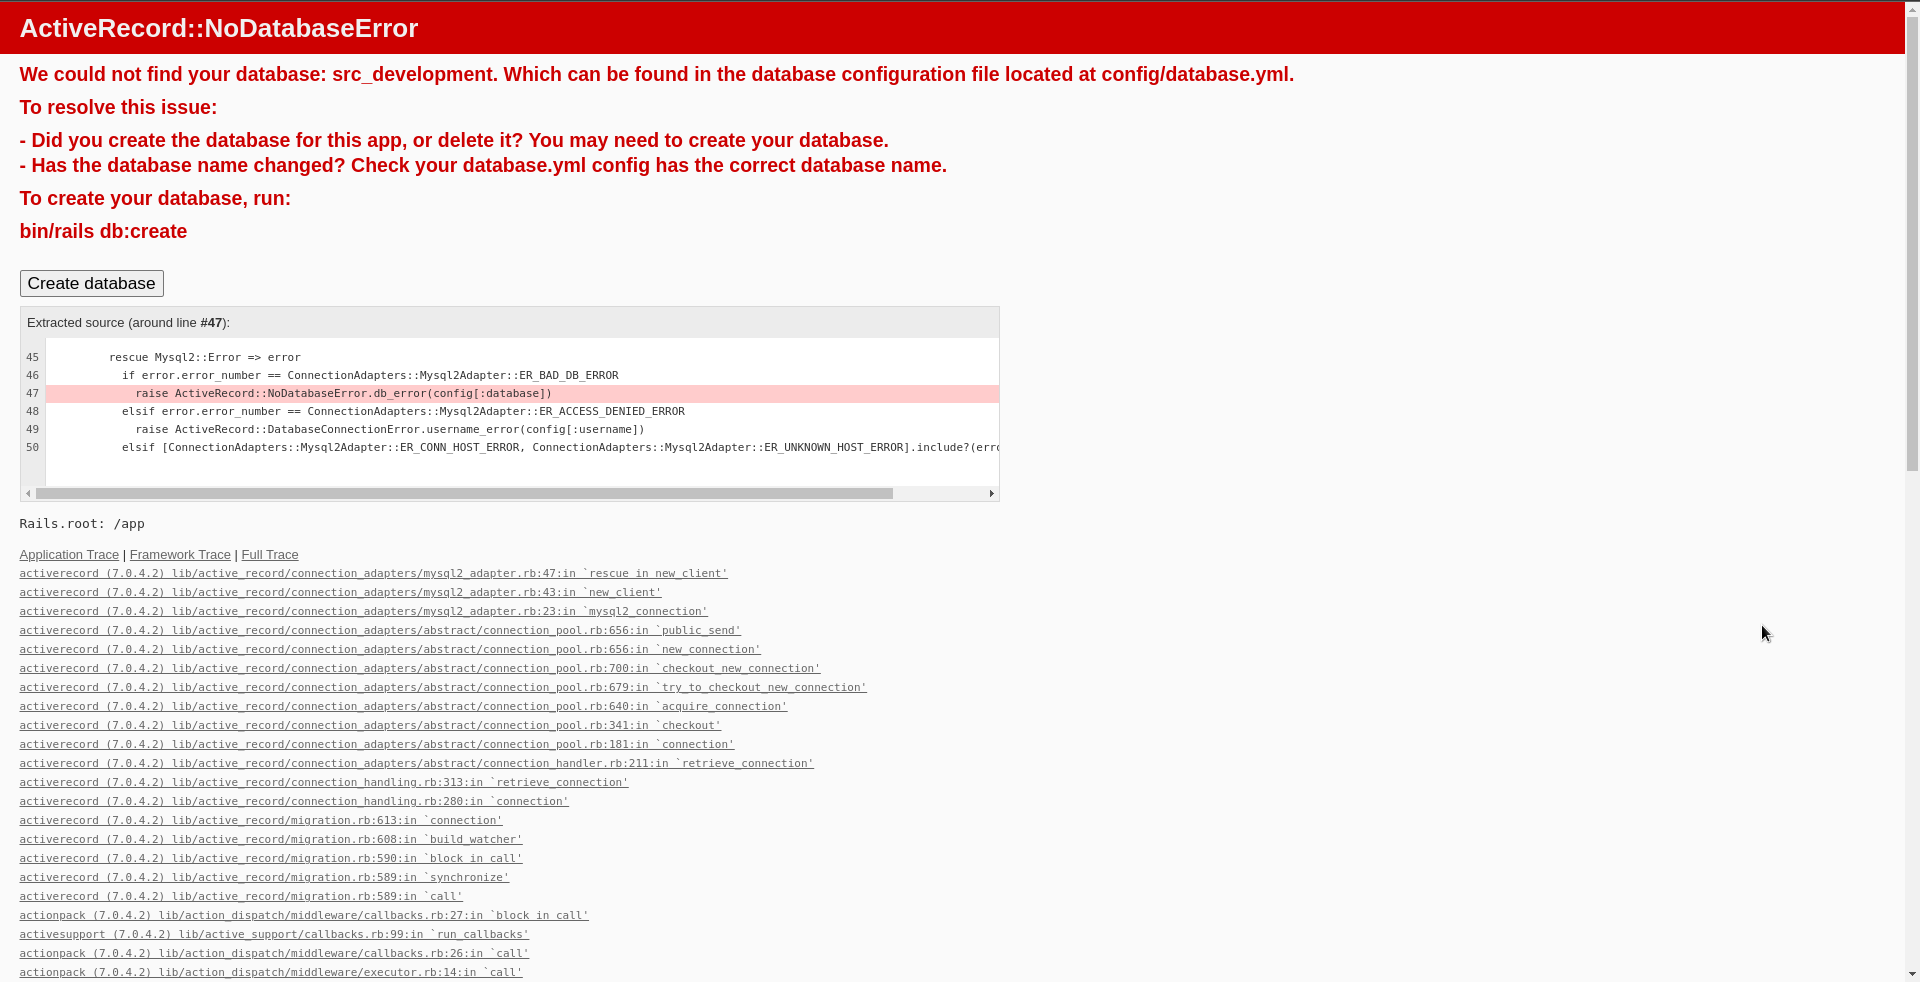 ActiveRecord::NoDatabaseError
We could not find your database: src_development. Which can be found in the database configuration file located at config/database.yml.
To resolve this issue:
- Did you create the database for this app, or delete it? You may need to create your database.
- Has the database name changed? Check your database.yml config has the correct database name.
To create your database, run:
bin/rails db:create
Create database
Extracted source (around line #47):
45 rescue Mysql2::Error => error
46 if error.error_number == ConnectionAdapters::Mysql2Adapter::ER_BAD_DB_ERROR
47 raise ActiveRecord::NoDatabaseError.db_error(config[:database])
48 elsif error.error_number == ConnectionAdapters::Mysql2Adapter::ER_ACCESS_DENIED_ERROR
49 raise ActiveRecord::DatabaseConnectionError.username_error(config[:username])
50 elsif [ConnectionAdapters::Mysql2Adapter::ER_CONN_HOST_ERROR, ConnectionAdapters::Mysql2Adapter::ER_UNKNOWN_HOST_ERROR].include?(erro
Rails.root: /app
Application Trace | Framework Trace | Full Trace
activerecord (7.0.4.2) lib/active_record/connection_adapters/mysql2_adapter.rb:47:in `rescue in new_client'
activerecord (7.0.4.2) lib/active_record/connection_adapters/mysql2_adapter.rb:43:in `new_client'
activerecord (7.0.4.2) lib/active_record/connection_adapters/mysql2_adapter.rb:23:in `mysql2_connection'
activerecord (7.0.4.2) lib/active_record/connection_adapters/abstract/connection_pool.rb:656:in `public_send'
activerecord (7.0.4.2) lib/active_record/connection_adapters/abstract/connection_pool.rb:656:in `new_connection'
activerecord (7.0.4.2) lib/active_record/connection_adapters/abstract/connection_pool.rb:700:in `checkout_new_connection'
activerecord (7.0.4.2) lib/active_record/connection_adapters/abstract/connection_pool.rb:679:in `try_to_checkout_new_connection'
activerecord (7.0.4.2) lib/active_record/connection_adapters/abstract/connection_pool.rb:640:in `acquire_connection'
activerecord (7.0.4.2) lib/active_record/connection_adapters/abstract/connection_pool.rb:341:in `checkout'
activerecord (7.0.4.2) lib/active_record/connection_adapters/abstract/connection_pool.rb:181:in `connection'
activerecord (7.0.4.2) lib/active_record/connection_adapters/abstract/connection_handler.rb:211:in `retrieve_connection'
activerecord (7.0.4.2) lib/active_record/connection_handling.rb:313:in `retrieve_connection'
activerecord (7.0.4.2) lib/active_record/connection_handling.rb:280:in `connection'
activerecord (7.0.4.2) lib/active_record/migration.rb:613:in `connection'
activerecord (7.0.4.2) lib/active_record/migration.rb:608:in `build_watcher'
activerecord (7.0.4.2) lib/active_record/migration.rb:590:in `block in call'
activerecord (7.0.4.2) lib/active_record/migration.rb:589:in `synchronize'
activerecord (7.0.4.2) lib/active_record/migration.rb:589:in `call'
actionpack (7.0.4.2) lib/action_dispatch/middleware/callbacks.rb:27:in `block in call'
activesupport (7.0.4.2) lib/active_support/callbacks.rb:99:in `run_callbacks'
actionpack (7.0.4.2) lib/action_dispatch/middleware/callbacks.rb:26:in `call'
actionpack (7.0.4.2) lib/action_dispatch/middleware/executor.rb:14:in `call'